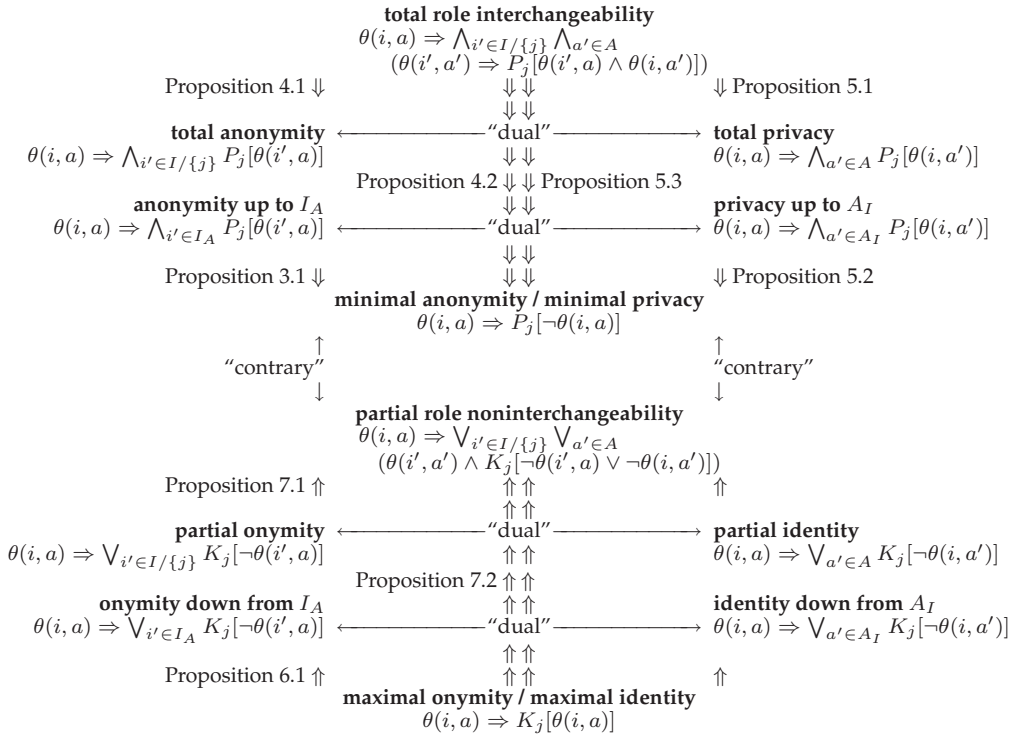 total role interchangeability
θ(i, a) ⇒ ⋀_{i′∈I/{j}} ⋀_{a′∈A}
(θ(i′, a′) ⇒ P_j[θ(i′, a) ∧ θ(i, a′)])
Proposition 4.1 ⇓ ⇓⇓ ⇓ Proposition 5.1
⇓⇓
total anonymity ←——“dual”——→ total privacy
θ(i, a) ⇒ ⋀_{i′∈I/{j}} P_j[θ(i′, a)] ⇓⇓ θ(i, a) ⇒ ⋀_{a′∈A} P_j[θ(i, a′)]
Proposition 4.2 ⇓⇓ Proposition 5.3
anonymity up to I_A ⇓⇓ privacy up to A_I
θ(i, a) ⇒ ⋀_{i′∈I_A} P_j[θ(i′, a)] ←——“dual”——→ θ(i, a) ⇒ ⋀_{a′∈A_I} P_j[θ(i, a′)]
⇓⇓
Proposition 3.1 ⇓ ⇓⇓ ⇓ Proposition 5.2
minimal anonymity / minimal privacy
θ(i, a) ⇒ P_j[¬θ(i, a)]
↑ ↑
“contrary” “contrary”
↓ ↓
partial role noninterchangeability
θ(i, a) ⇒ ⋁_{i′∈I/{j}} ⋁_{a′∈A}
(θ(i′, a′) ∧ K_j[¬θ(i′, a) ∨ ¬θ(i, a′)])
Proposition 7.1 ⇑ ⇑⇑ ⇑
⇑⇑
partial onymity ←——“dual”——→ partial identity
θ(i, a) ⇒ ⋁_{i′∈I/{j}} K_j[¬θ(i′, a)] ⇑⇑ θ(i, a) ⇒ ⋁_{a′∈A} K_j[¬θ(i, a′)]
Proposition 7.2 ⇑⇑
onymity down from I_A ⇑⇑ identity down from A_I
θ(i, a) ⇒ ⋁_{i′∈I_A} K_j[¬θ(i′, a)] ←——“dual”——→ θ(i, a) ⇒ ⋁_{a′∈A_I} K_j[¬θ(i, a′)]
⇑⇑
Proposition 6.1 ⇑ ⇑⇑ ⇑
maximal onymity / maximal identity
θ(i, a) ⇒ K_j[θ(i, a)]